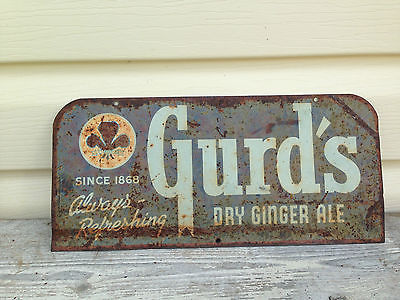 Gurd's
SINCE 1868
Always
Refreshing
DRY GINGER ALE